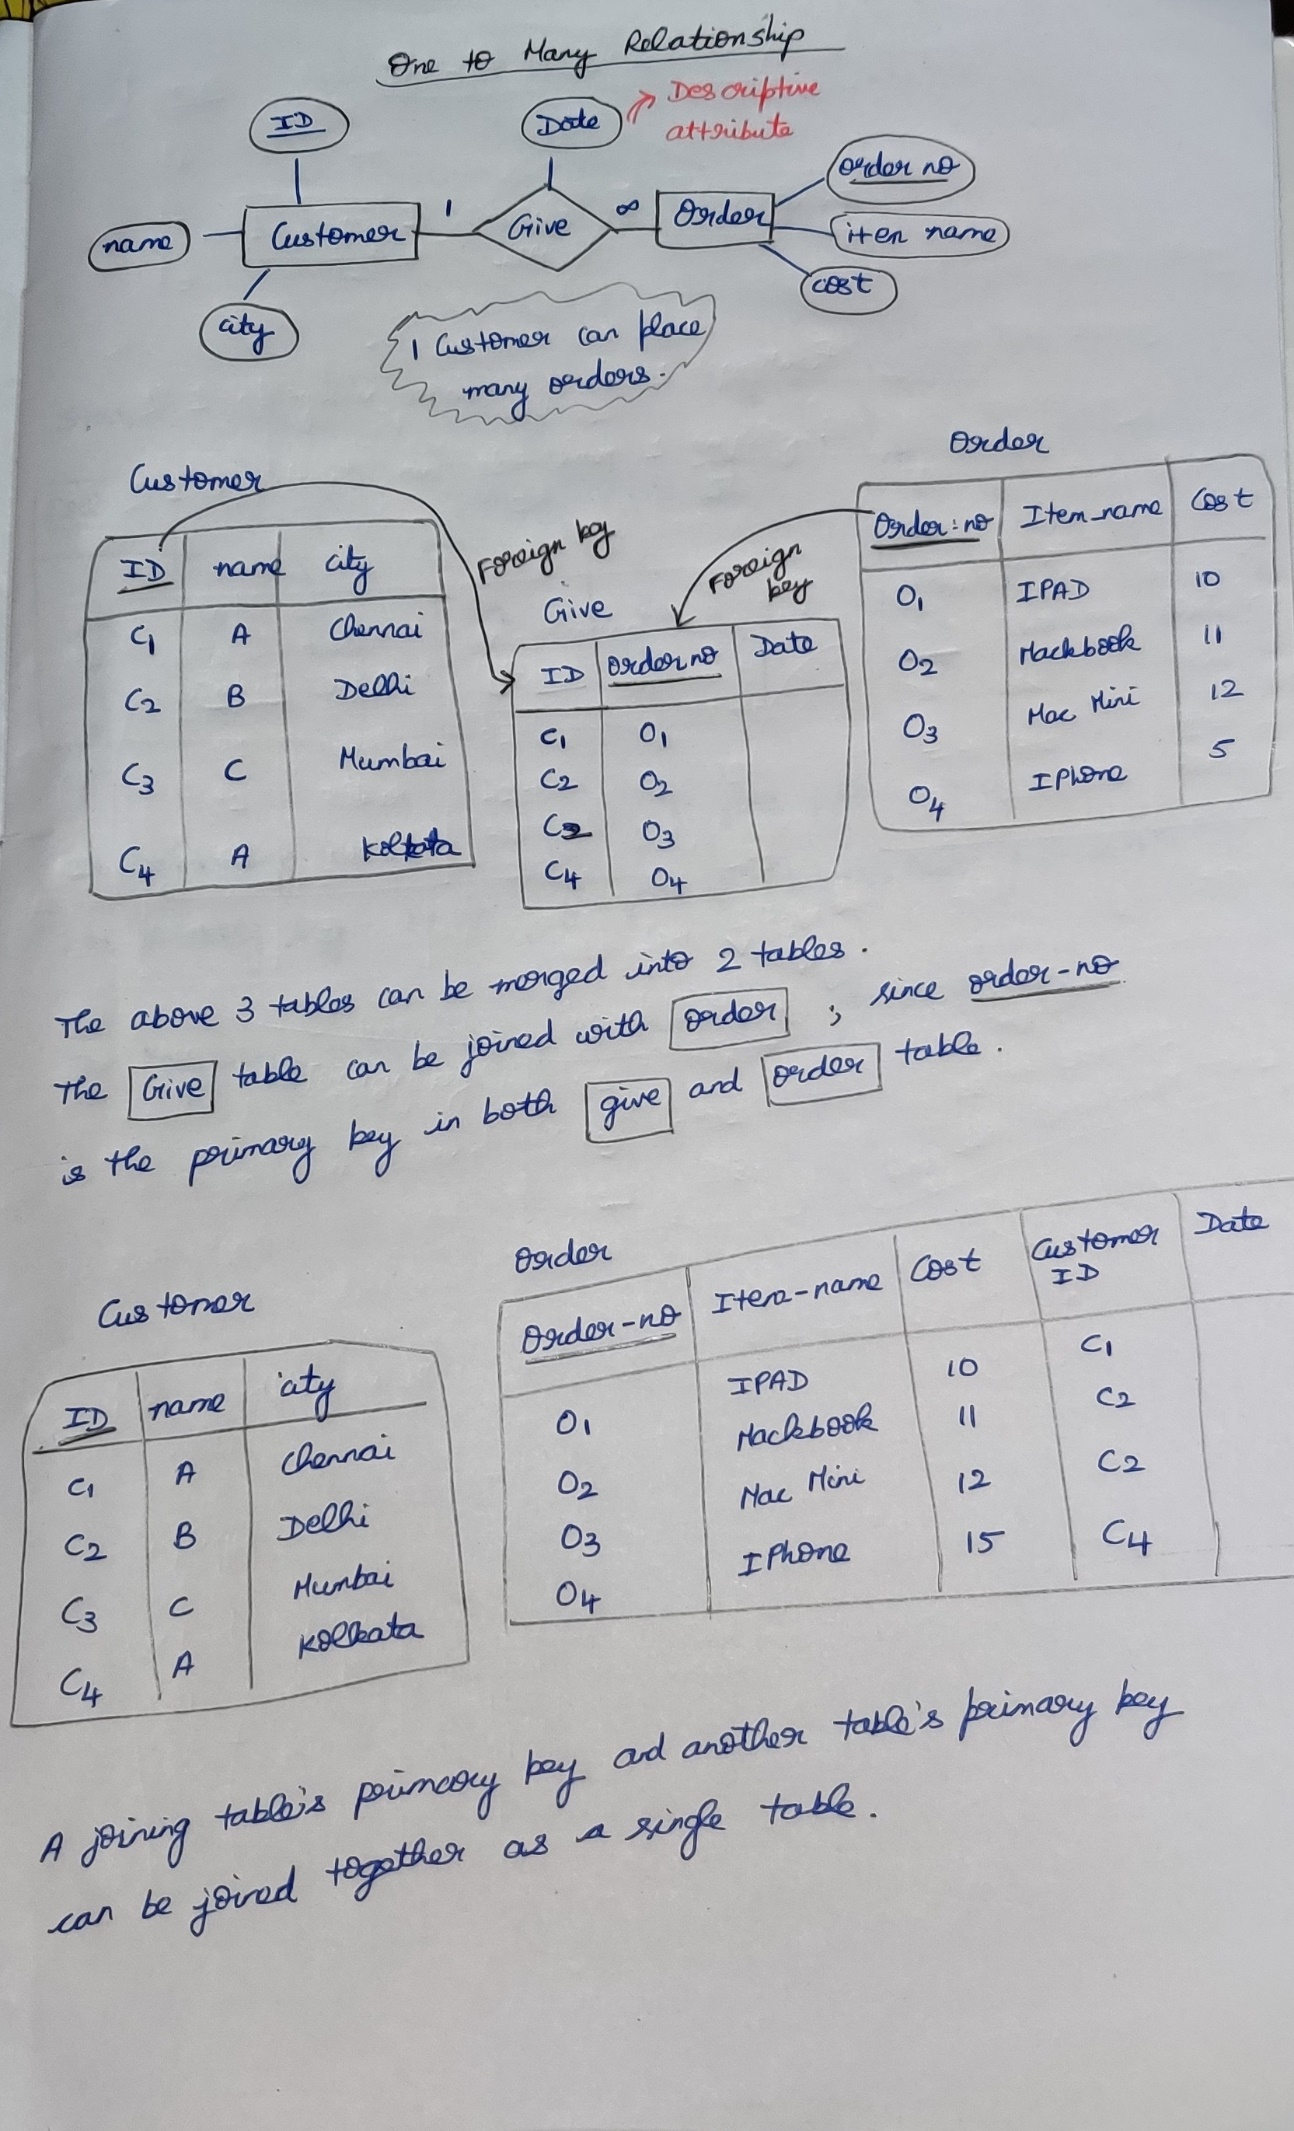 One to Many Relationship
ID
Date
Descriptive
attribute
order no
name
Customer
1
Give
∞
Order
item name
city
cost
1 Customer can place
many orders.
Customer
ID name city
C1 A Chennai
C2 B Delhi
C3 C Mumbai
C4 A Kolkata
Foreign key
Give
ID order no Date
C1 O1
C2 O2
C2 O3
C4 O4
Foreign
key
Order
Order-no Item_name Cost
O1 IPAD 10
O2 Mackbook 11
O3 Mac Mini 12
O4 IPhone 5
The above 3 tables can be merged into 2 tables.
The Give table can be joined with order ; since order-no
is the primary key in both give and order table.
Customer
ID name city
C1 A Chennai
C2 B Delhi
C3 C Mumbai
C4 A Kolkata
Order
Order-no Item-name Cost Customer ID Date
O1 IPAD 10 C1
O2 Mackbook 11 C2
O3 Mac Mini 12 C2
O4 IPhone 15 C4
A joining table's primary key and another table's primary key
can be joined together as a single table.